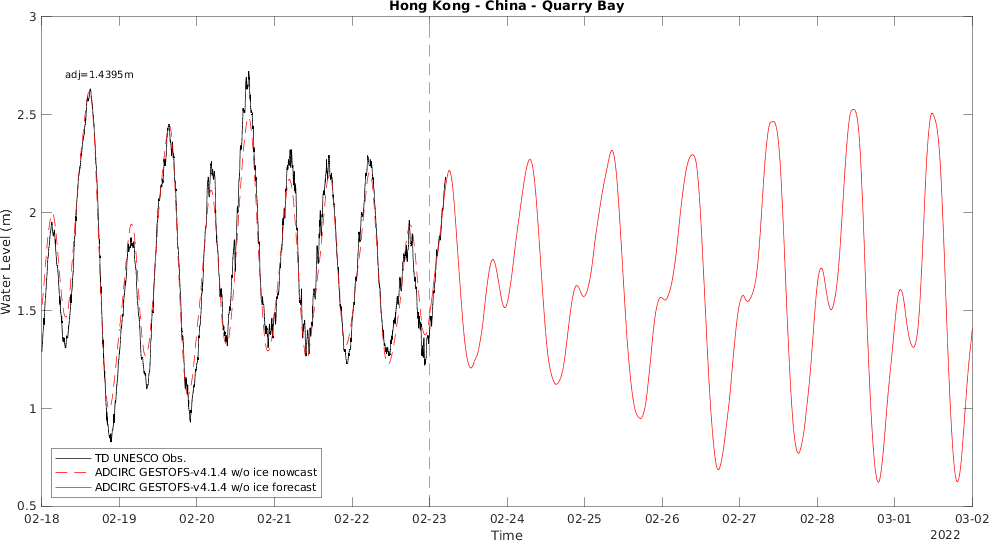 Hong Kong - China - Quarry Bay
3
adj=1.4395m
2.5
2
Water Level (m)
1.5
1
TD UNESCO Obs.
ADCIRC GESTOFS-v4.1.4 w/o ice nowcast
ADCIRC GESTOFS-v4.1.4 w/o ice forecast
0.5
02-18 02-19 02-20 02-21 02-22 02-23 02-24 02-25 02-26 02-27 02-28 03-01 03-02
Time
2022